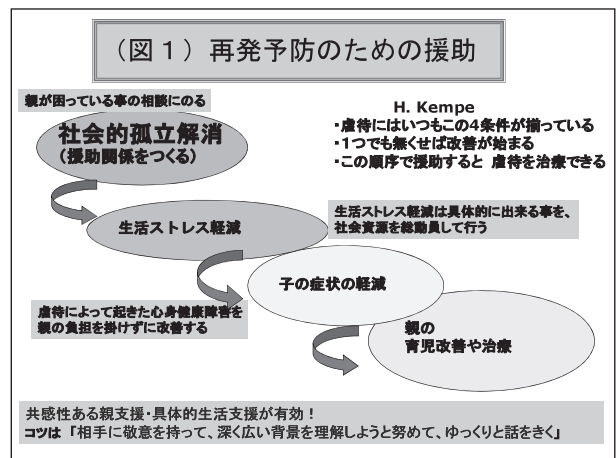 （図１）再発予防のための援助
親が困っている事の相談にのる
社会的孤立解消
(援助関係をつくる)
H. Kempe
・虐待にはいつもこの４条件が揃っている
・１つでも無くせば改善が始まる
・この順序で援助すると 虐待を治療できる
生活ストレス軽減
生活ストレス軽減は具体的に出来る事を、
社会資源を総動員して行う
子の症状の軽減
虐待によって起きた心身健康障害を
親の負担を掛けずに改善する
親の
育児改善や治療
共感性ある親支援・具体的生活支援が有効！
コツは 「相手に敬意を持って、深く広い背景を理解しようと努めて、ゆっくりと話をきく」